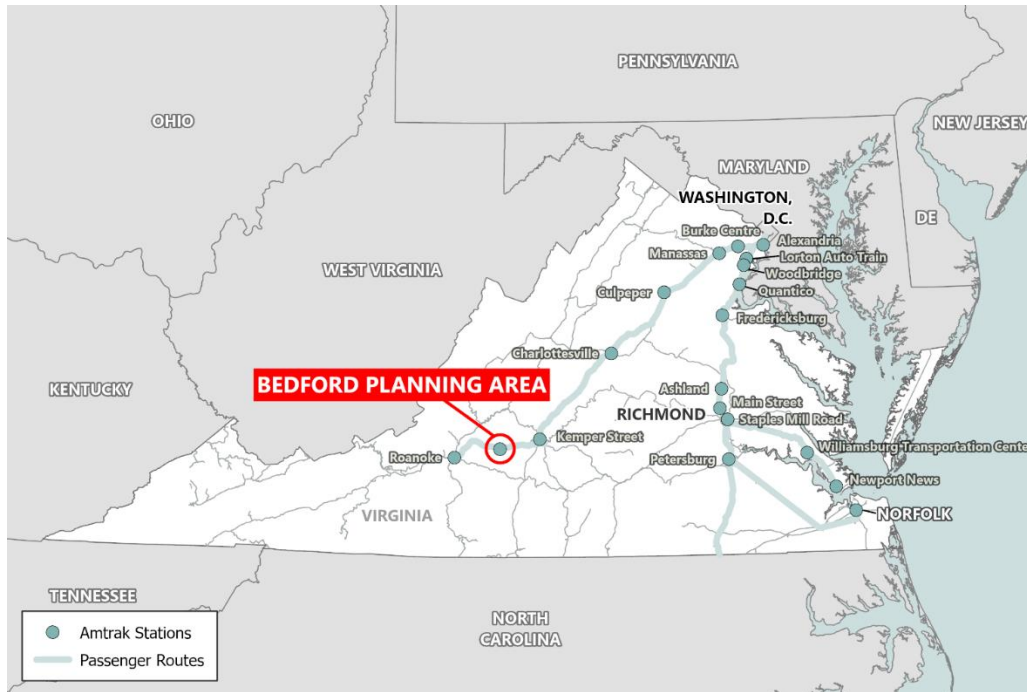 PENNSYLVANIA
OHIO
NEW JERSEY
MARYLAND
WASHINGTON,
D.C.
DE
Burke Centre
Alexandria
Manassas
Lorton Auto Train
Woodbridge
WEST VIRGINIA
Culpeper
Quantico
Fredericksburg
Charlottesville
KENTUCKY
BEDFORD PLANNING AREA
Ashland
Main Street
RICHMOND
Staples Mill Road
Kemper Street
Williamsburg Transportation Cente
Roanoke
Petersburg
Newport News
VIRGINIA
NORFOLK
TENNESSEE
NORTH
CAROLINA
Amtrak Stations
Passenger Routes